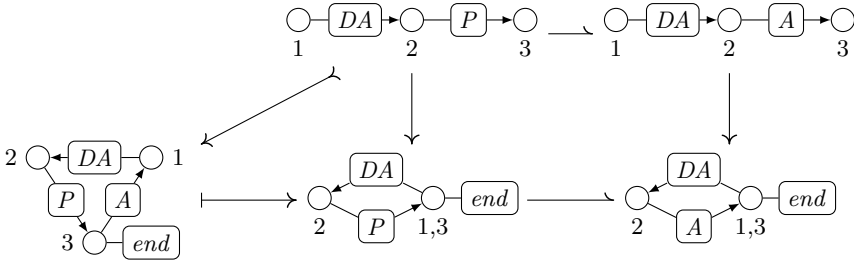 DA P DA A
1 2 3 1 2 3
DA DA DA
2 1
P A end end
2 P 1,3 2 A 1,3
3 end